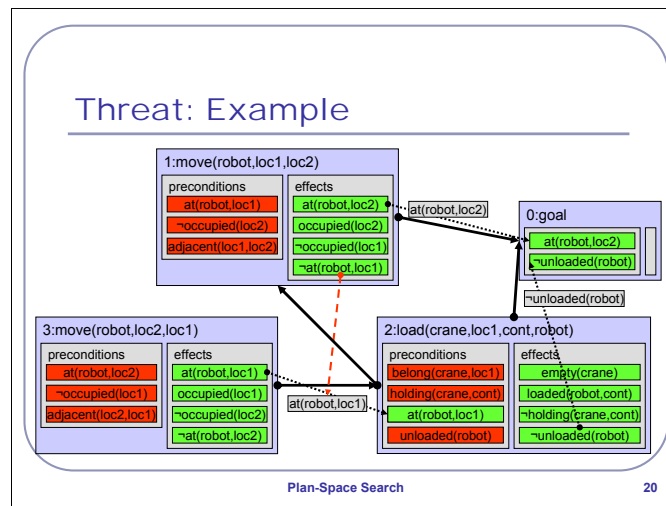 Threat: Example
1:move(robot,loc1,loc2)
preconditions
at(robot,loc1)
¬occupied(loc2)
adjacent(loc1,loc2)
effects
at(robot,loc2)
occupied(loc2)
¬occupied(loc1)
¬at(robot,loc1)
at(robot,loc2)
0:goal
at(robot,loc2)
¬unloaded(robot)
¬unloaded(robot)
3:move(robot,loc2,loc1)
preconditions
at(robot,loc2)
¬occupied(loc1)
adjacent(loc2,loc1)
effects
at(robot,loc1)
occupied(loc1)
¬occupied(loc2)
¬at(robot,loc2)
at(robot,loc1)
2:load(crane,loc1,cont,robot)
preconditions
belong(crane,loc1)
holding(crane,cont)
at(robot,loc1)
unloaded(robot)
effects
empty(crane)
loaded(robot,cont)
¬holding(crane,cont)
¬unloaded(robot)
Plan-Space Search
20